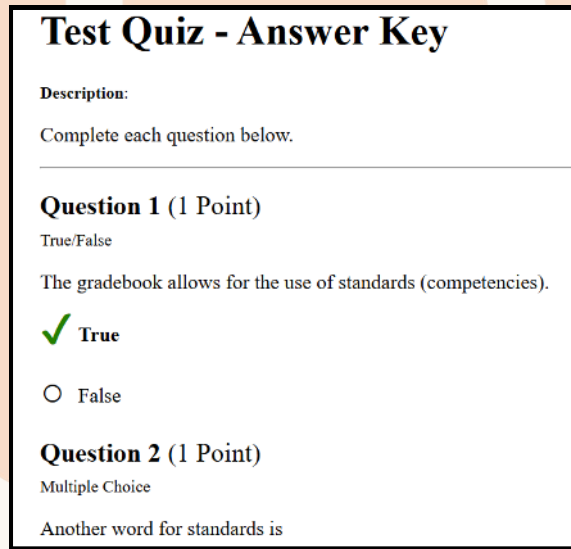 Test Quiz - Answer Key
Description:
Complete each question below.
Question 1 (1 Point)
True/False
The gradebook allows for the use of standards (competencies).
True
False
Question 2 (1 Point)
Multiple Choice
Another word for standards is